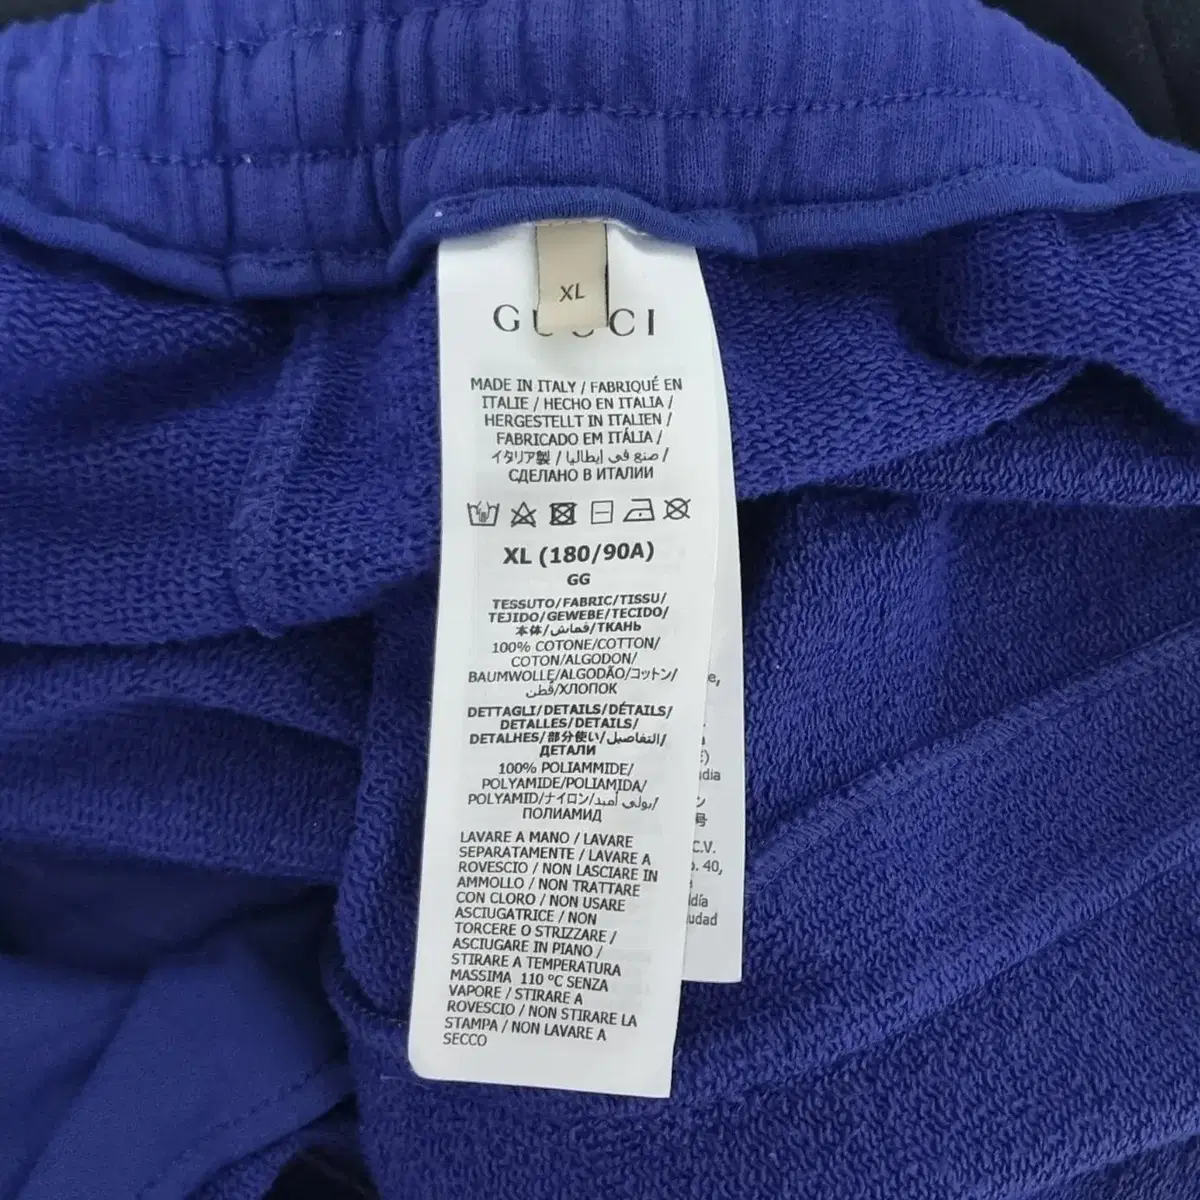 XL
GUCCI
MADE IN ITALY / FABRIQUÉ EN
ITALIE / HECHO EN ITALIA /
HERGESTELLT IN ITALIEN /
FABRICADO EM ITÁLIA /
イタリア製 / صنع في إيطاليا /
СДЕЛАНО В ИТАЛИИ
XL (180/90A)
GG
TESSUTO/FABRIC/TISSU/
TEJIDO/GEWEBE/TECIDO/
本体/قماش/ТКАНЬ
100% COTONE/COTTON/
COTON/ALGODON/
BAUMWOLLE/ALGODÃO/コットン/
قطن/ХЛОПОК
DETTAGLI/DETAILS/DÉTAILS/
DETALLES/DETAILS/
DETALHES/部分使い/التفاصيل/
ДЕТАЛИ
100% POLIAMMIDE/
POLYAMIDE/POLIAMIDA/
POLYAMID/ナイロン/بولي أميد/
ПОЛИАМИД
LAVARE A MANO / LAVARE
SEPARATAMENTE / LAVARE A
ROVESCIO / NON LASCIARE IN
AMMOLLO / NON TRATTARE
CON CLORO / NON USARE
ASCIUGATRICE / NON
TORCERE O STRIZZARE /
ASCIUGARE IN PIANO /
STIRARE A TEMPERATURA
MASSIMA 110 °C SENZA
VAPORE / STIRARE A
ROVESCIO / NON STIRARE LA
STAMPA / NON LAVARE A
SECCO
C.V.
40,